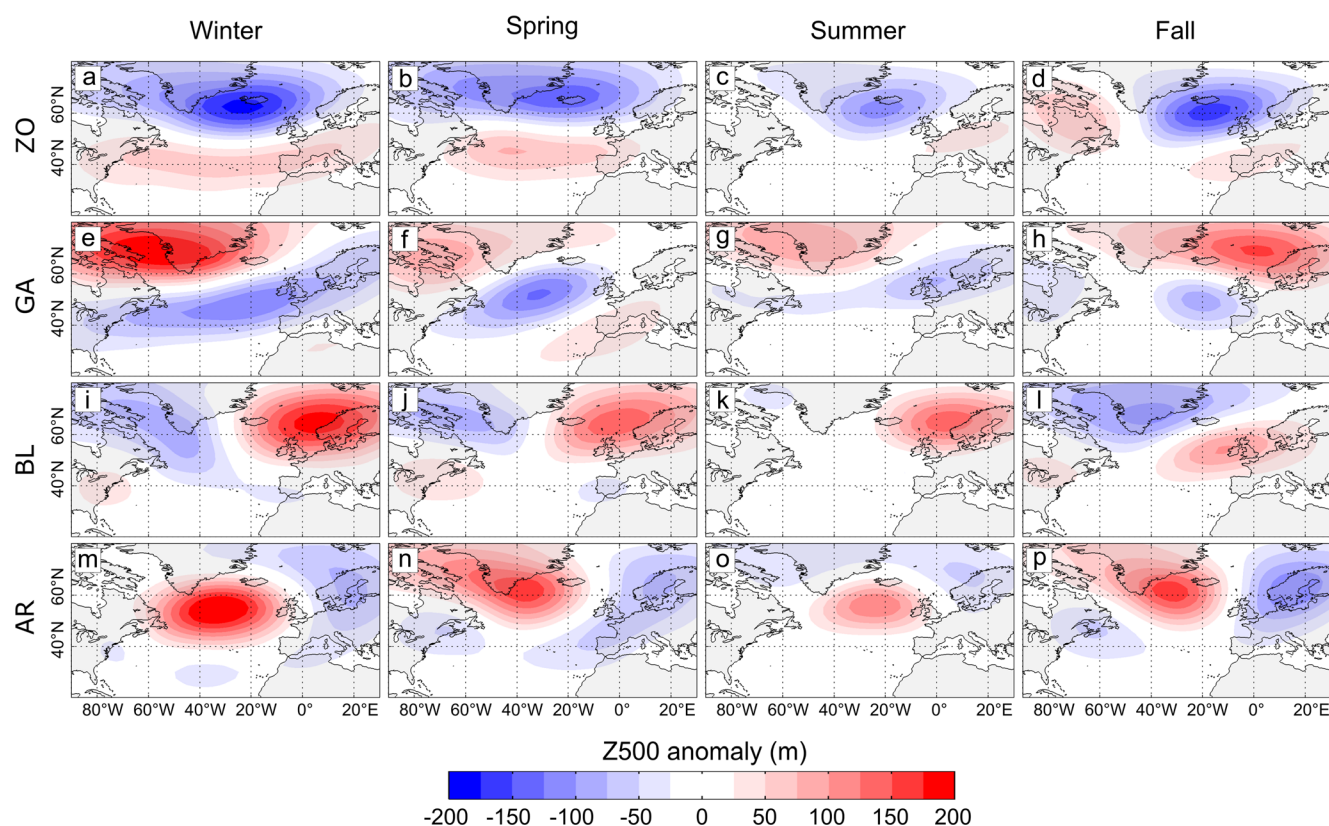 Winter Spring Summer Fall
ZO
a b c d
60°N
40°N
GA
e f g h
60°N
40°N
BL
i j k l
60°N
40°N
AR
m n o p
60°N
40°N
80°W 60°W 40°W 20°W 0° 20°E 80°W 60°W 40°W 20°W 0° 20°E 80°W 60°W 40°W 20°W 0° 20°E 80°W 60°W 40°W 20°W 0° 20°E
Z500 anomaly (m)
-200 -150 -100 -50 0 50 100 150 200